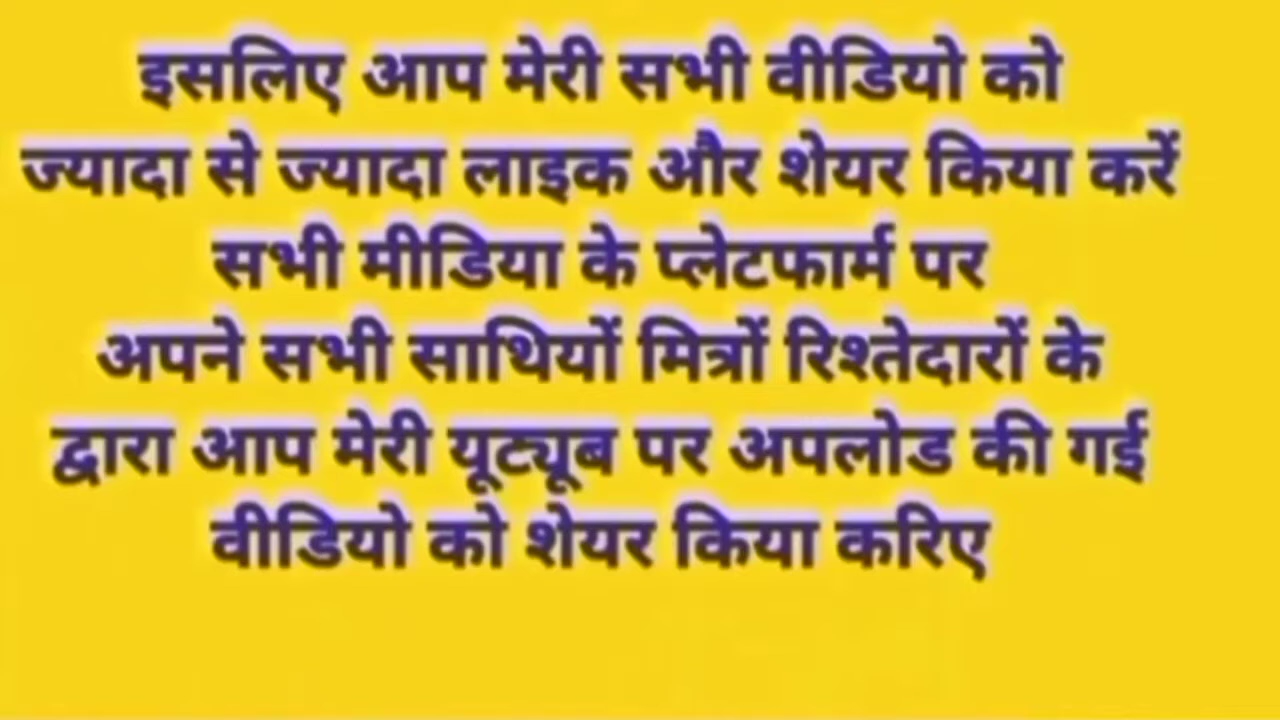 इसलिए आप मेरी सभी वीडियो को
ज्यादा से ज्यादा लाइक और शेयर किया करें
सभी मीडिया के प्लेटफार्म पर
अपने सभी साथियों मित्रों रिश्तेदारों के
द्वारा आप मेरी यूट्यूब पर अपलोड की गई
वीडियो को शेयर किया करिए